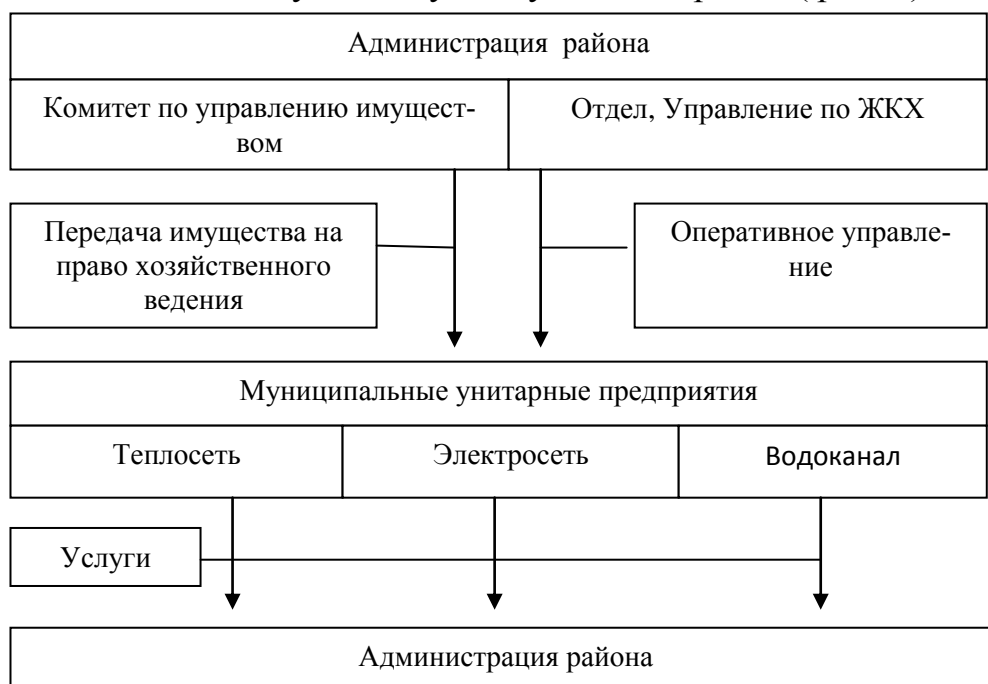 Администрация района
Комитет по управлению имущест-
вом
Отдел, Управление по ЖКХ
Передача имущества на
право хозяйственного
ведения
Оперативное управле-
ние
Муниципальные унитарные предприятия
Теплосеть
Электросеть
Водоканал
Услуги
Администрация района